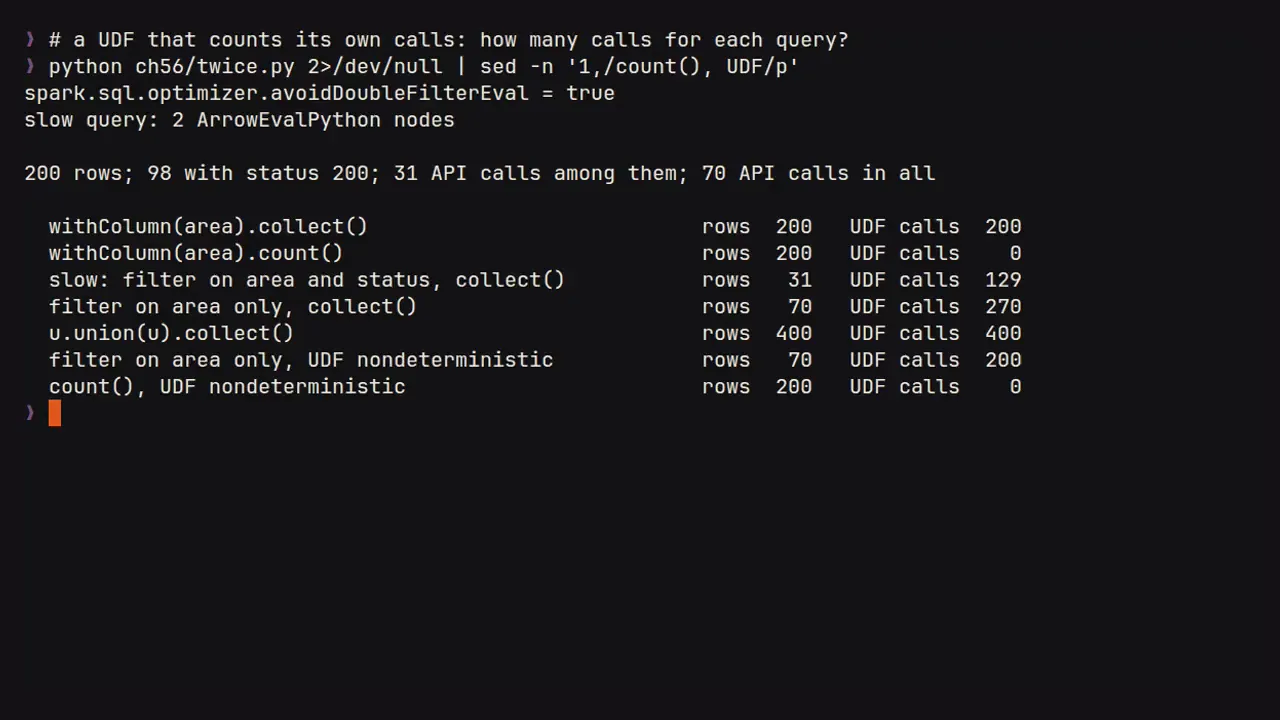 ❯ # a UDF that counts its own calls: how many calls for each query?
❯ python ch56/twice.py 2>/dev/null | sed -n '1,/count(), UDF/p'
spark.sql.optimizer.avoidDoubleFilterEval = true
slow query: 2 ArrowEvalPython nodes
200 rows; 98 with status 200; 31 API calls among them; 70 API calls in all
withColumn(area).collect() rows 200 UDF calls 200
withColumn(area).count() rows 200 UDF calls 0
slow: filter on area and status, collect() rows 31 UDF calls 129
filter on area only, collect() rows 70 UDF calls 270
u.union(u).collect() rows 400 UDF calls 400
filter on area only, UDF nondeterministic rows 70 UDF calls 200
count(), UDF nondeterministic rows 200 UDF calls 0
❯